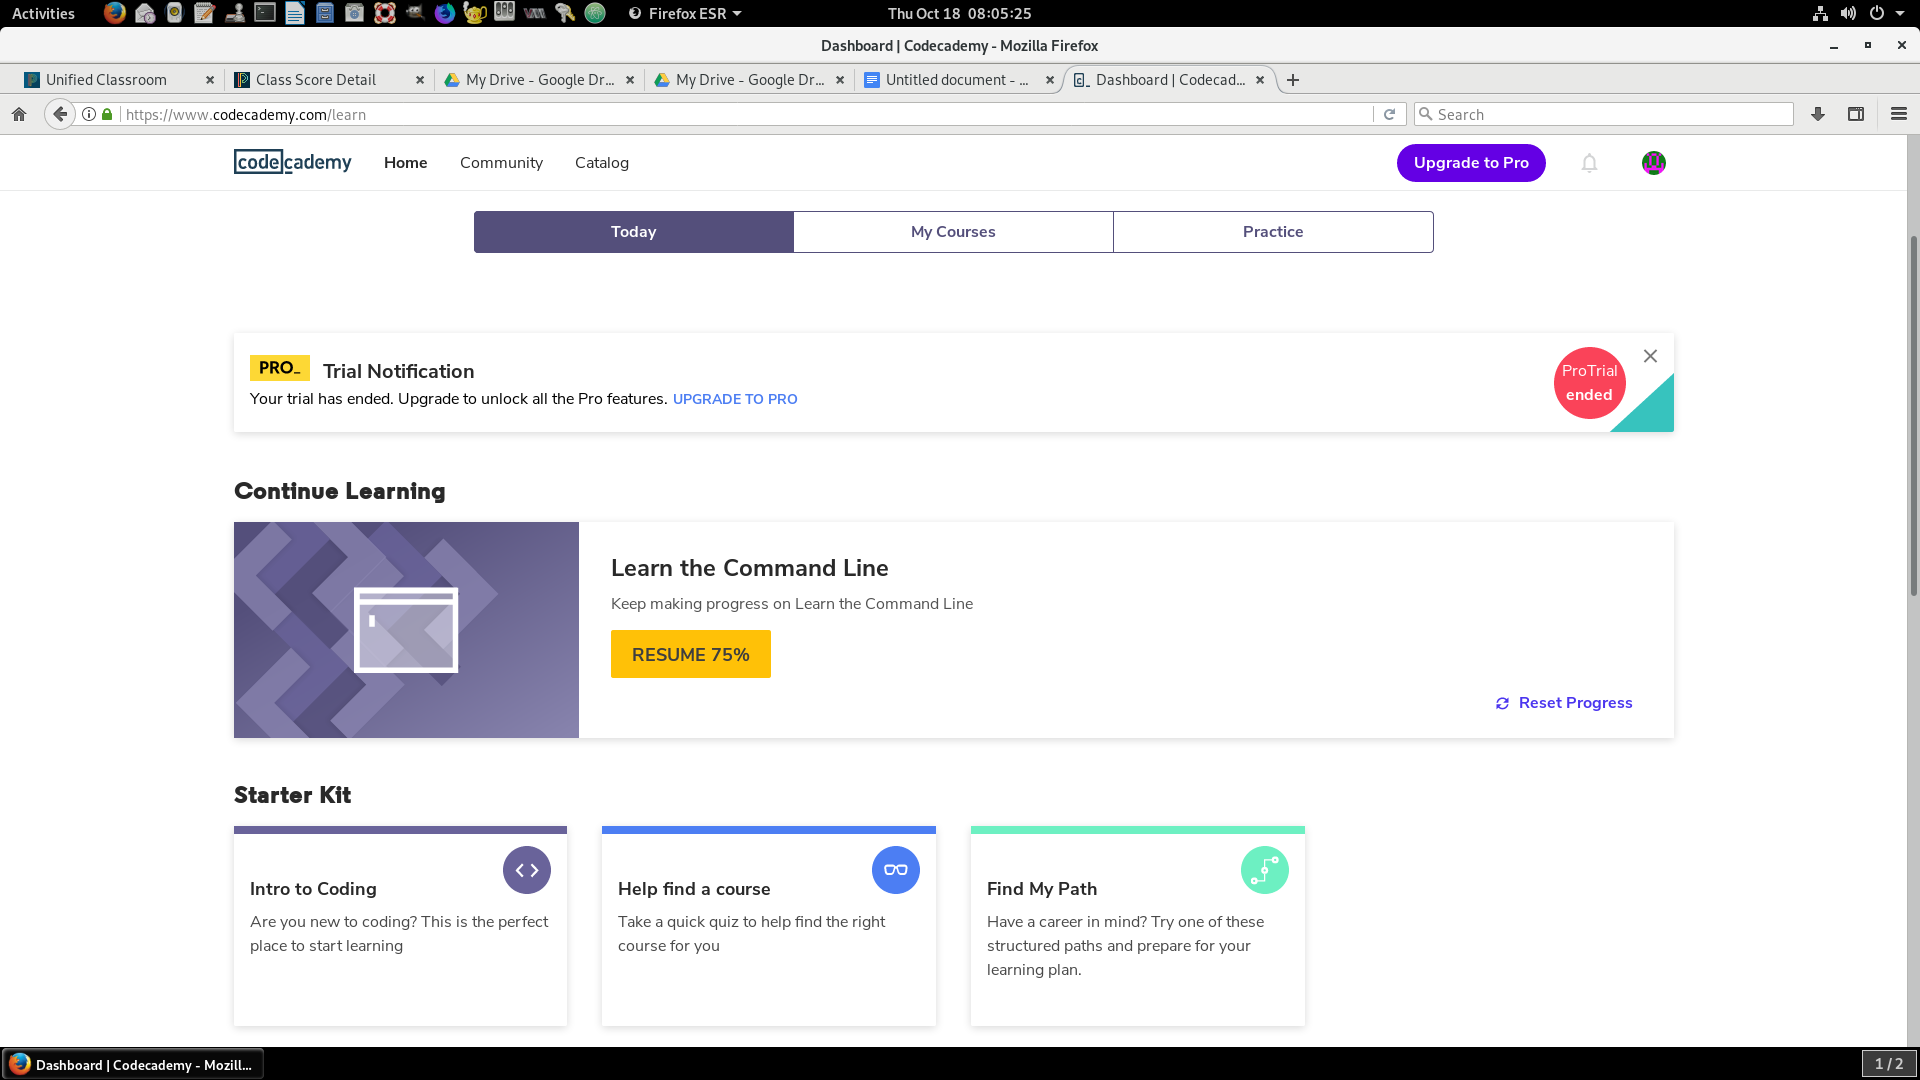 Activities
Firefox ESR
Thu Oct 18 08:05:25
Dashboard | Codecademy - Mozilla Firefox
Unified Classroom
Class Score Detail
My Drive - Google Dr...
My Drive - Google Dr...
Untitled document - ...
Dashboard | Codecad...
https://www.codecademy.com/learn
Search
codecademy
Home
Community
Catalog
Upgrade to Pro
Today
My Courses
Practice
PRO_
Trial Notification
Your trial has ended. Upgrade to unlock all the Pro features. UPGRADE TO PRO
ProTrial
ended
Continue Learning
Learn the Command Line
Keep making progress on Learn the Command Line
RESUME 75%
Reset Progress
Starter Kit
Intro to Coding
Are you new to coding? This is the perfect
place to start learning
Help find a course
Take a quick quiz to help find the right
course for you
Find My Path
Have a career in mind? Try one of these
structured paths and prepare for your
learning plan.
Dashboard | Codecademy - Mozill...
1 / 2